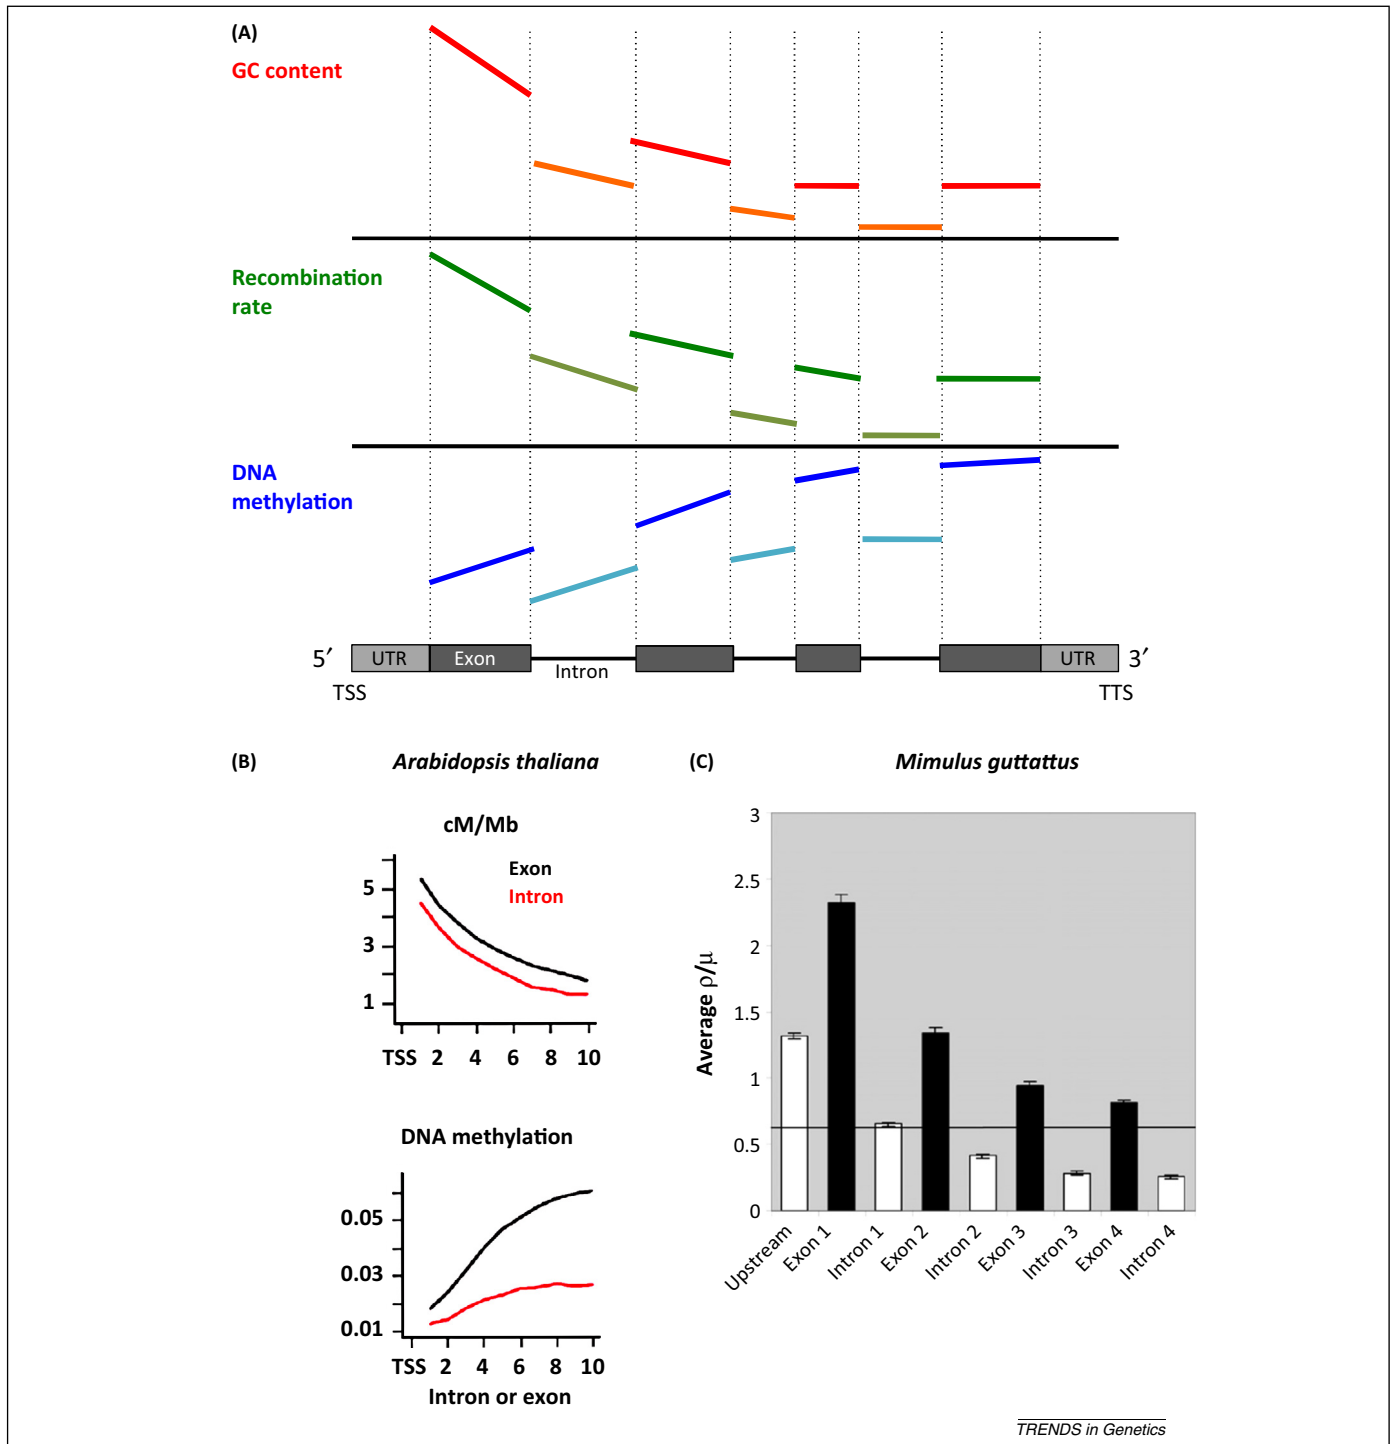 (A)
GC content
Recombination
rate
DNA
methylation
5′ UTR Exon UTR 3′
Intron
TSS TTS
(B) Arabidopsis thaliana
cM/Mb
Exon
Intron
5
3
1
TSS 2 4 6 8 10
DNA methylation
0.05
0.03
0.01
TSS 2 4 6 8 10
Intron or exon
(C) Mimulus guttattus
Average ρ/μ
3
2.5
2
1.5
1
0.5
0
Upstream
Exon 1
Intron 1
Exon 2
Intron 2
Exon 3
Intron 3
Exon 4
Intron 4
TRENDS in Genetics